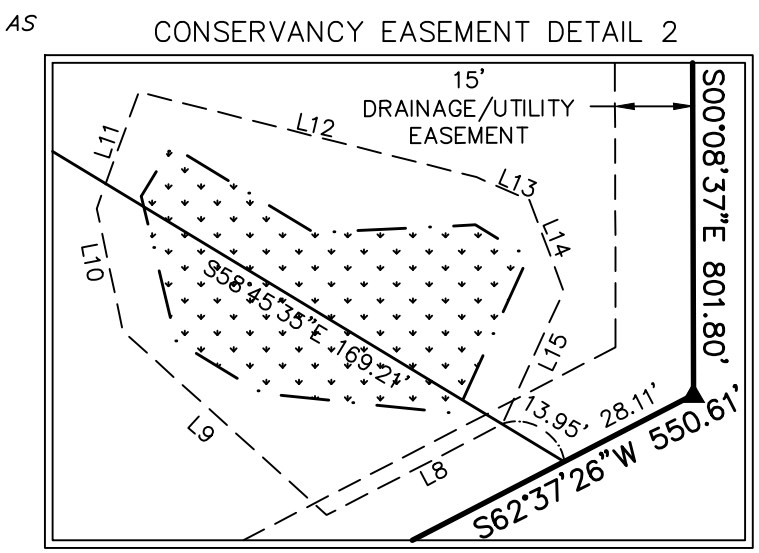 AS
CONSERVANCY EASEMENT DETAIL 2
15'
DRAINAGE/UTILITY
EASEMENT
S00°08'37"E 801.80'
L11
L12
L13
L14
L10
S58°45'35"E 169.21'
L15
L9
L8
13.95'
28.11'
S62°37'26"W 550.61'